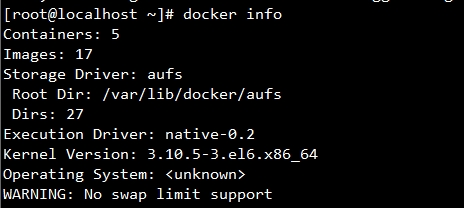 [root@localhost ~]# docker info
Containers: 5
Images: 17
Storage Driver: aufs
 Root Dir: /var/lib/docker/aufs
 Dirs: 27
Execution Driver: native-0.2
Kernel Version: 3.10.5-3.el6.x86_64
Operating System: <unknown>
WARNING: No swap limit support